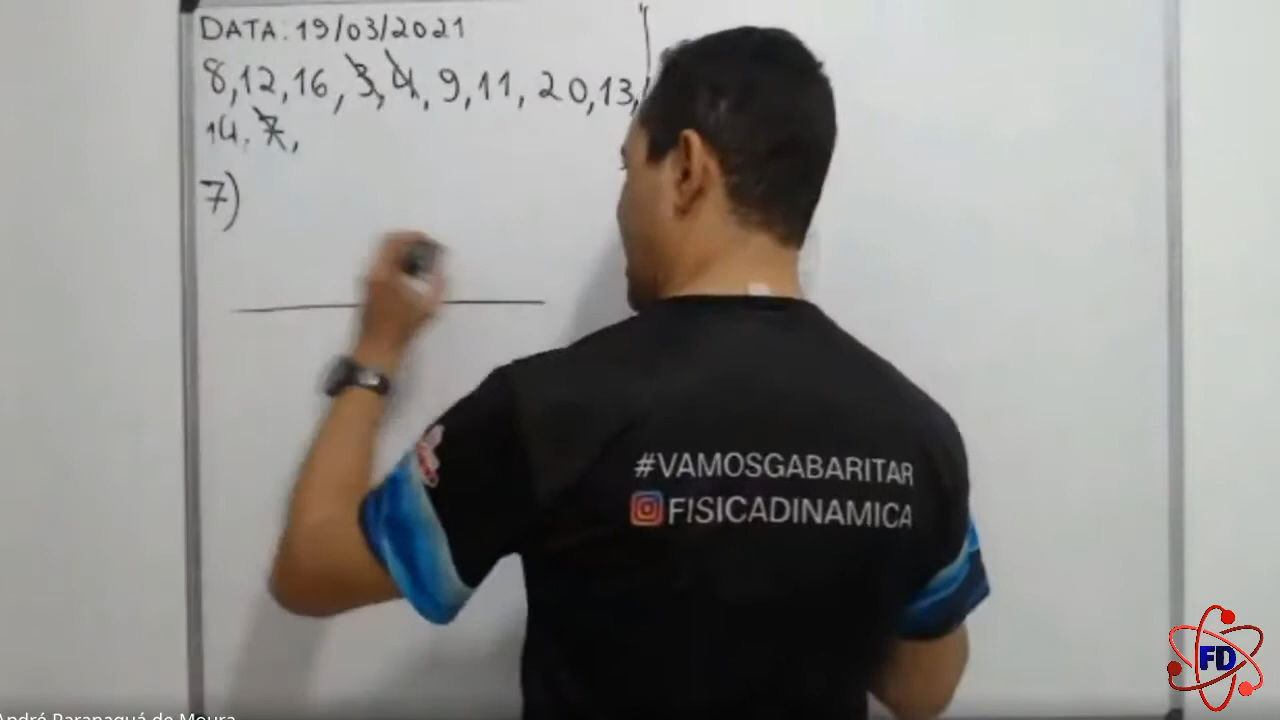 DATA: 19/03/2021
8, 12, 16, 3, 4, 9, 11, 20, 13,
14, 7,
7)
#VAMOSGABARITAR
FISICADINAMICA
FD
André Paranaguá de Moura